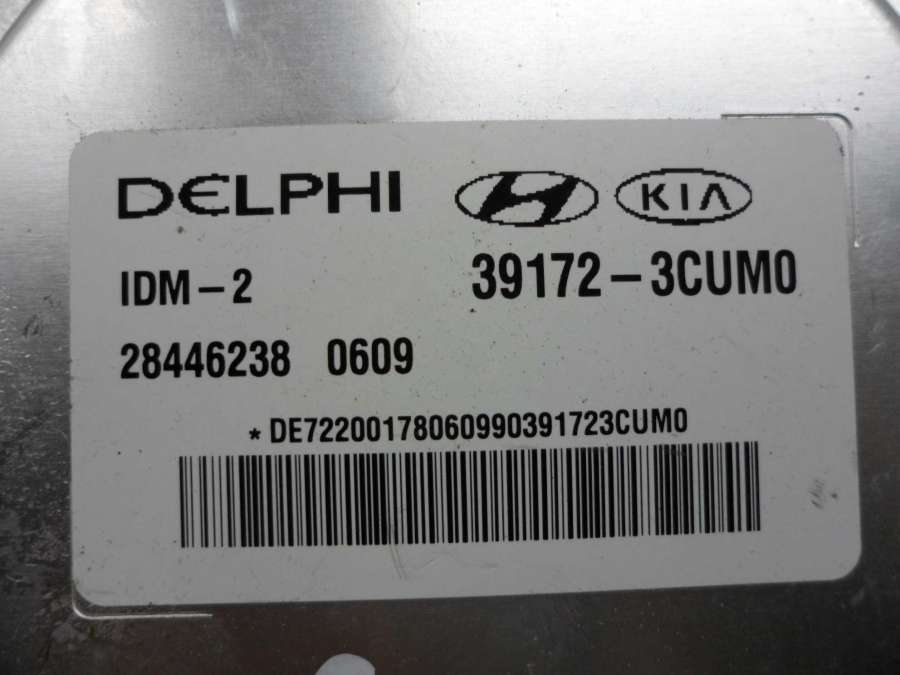 DELPHI H KIA
IDM-2 39172-3CUM0
28446238 0609
*DE72200178060990391723CUM0